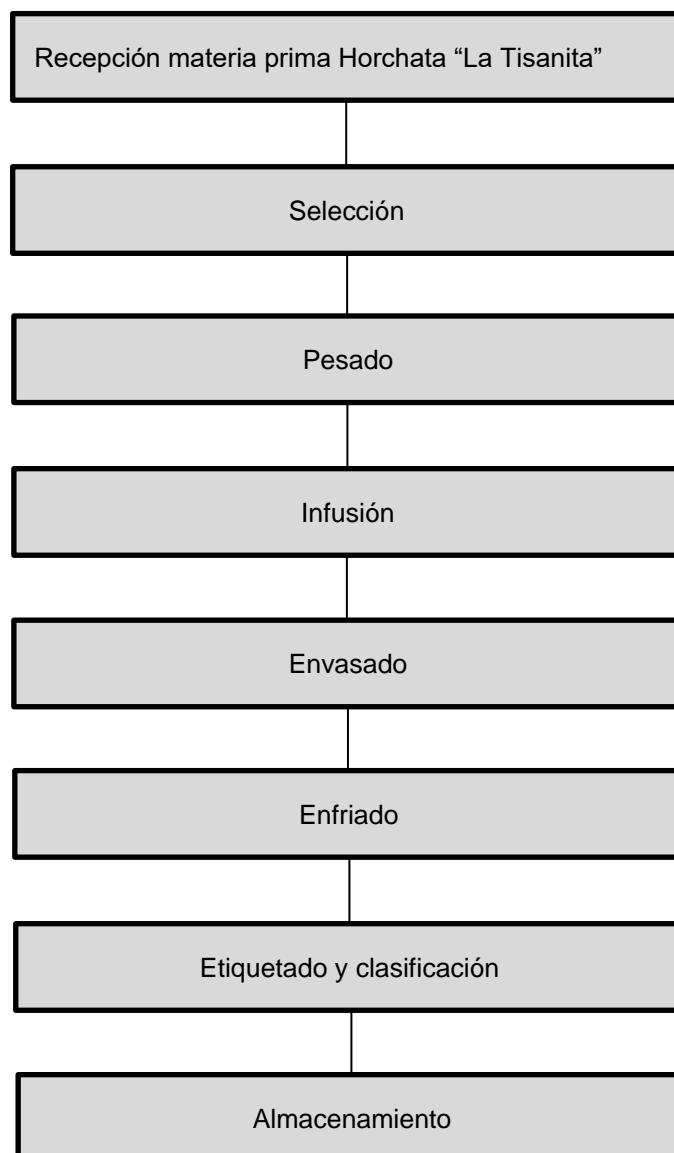 Recepción materia prima Horchata “La Tisanita”
Selección
Pesado
Infusión
Envasado
Enfriado
Etiquetado y clasificación
Almacenamiento